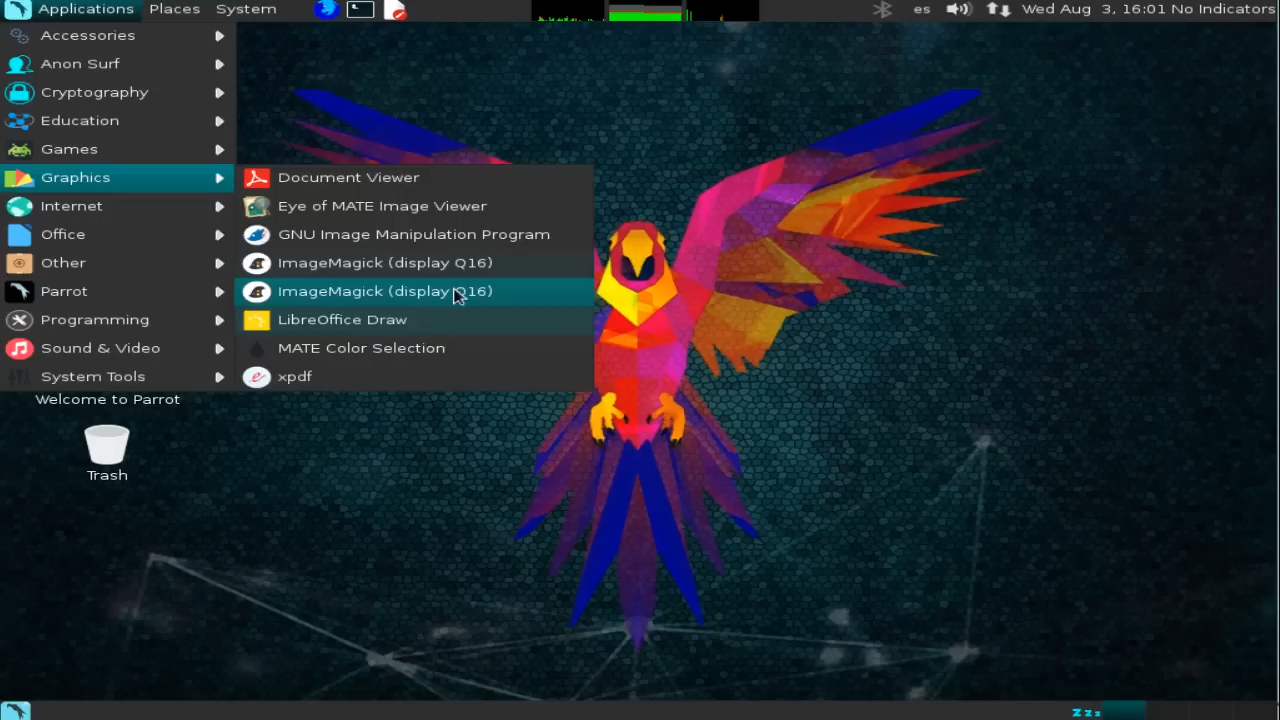 Applications Places System es Wed Aug 3, 16:01 No Indicators
Accessories
Anon Surf
Cryptography
Education
Games
Graphics
Internet
Office
Other
Parrot
Programming
Sound & Video
System Tools
Document Viewer
Eye of MATE Image Viewer
GNU Image Manipulation Program
ImageMagick (display Q16)
ImageMagick (display Q16)
LibreOffice Draw
MATE Color Selection
xpdf
Welcome to Parrot
Trash
zzz